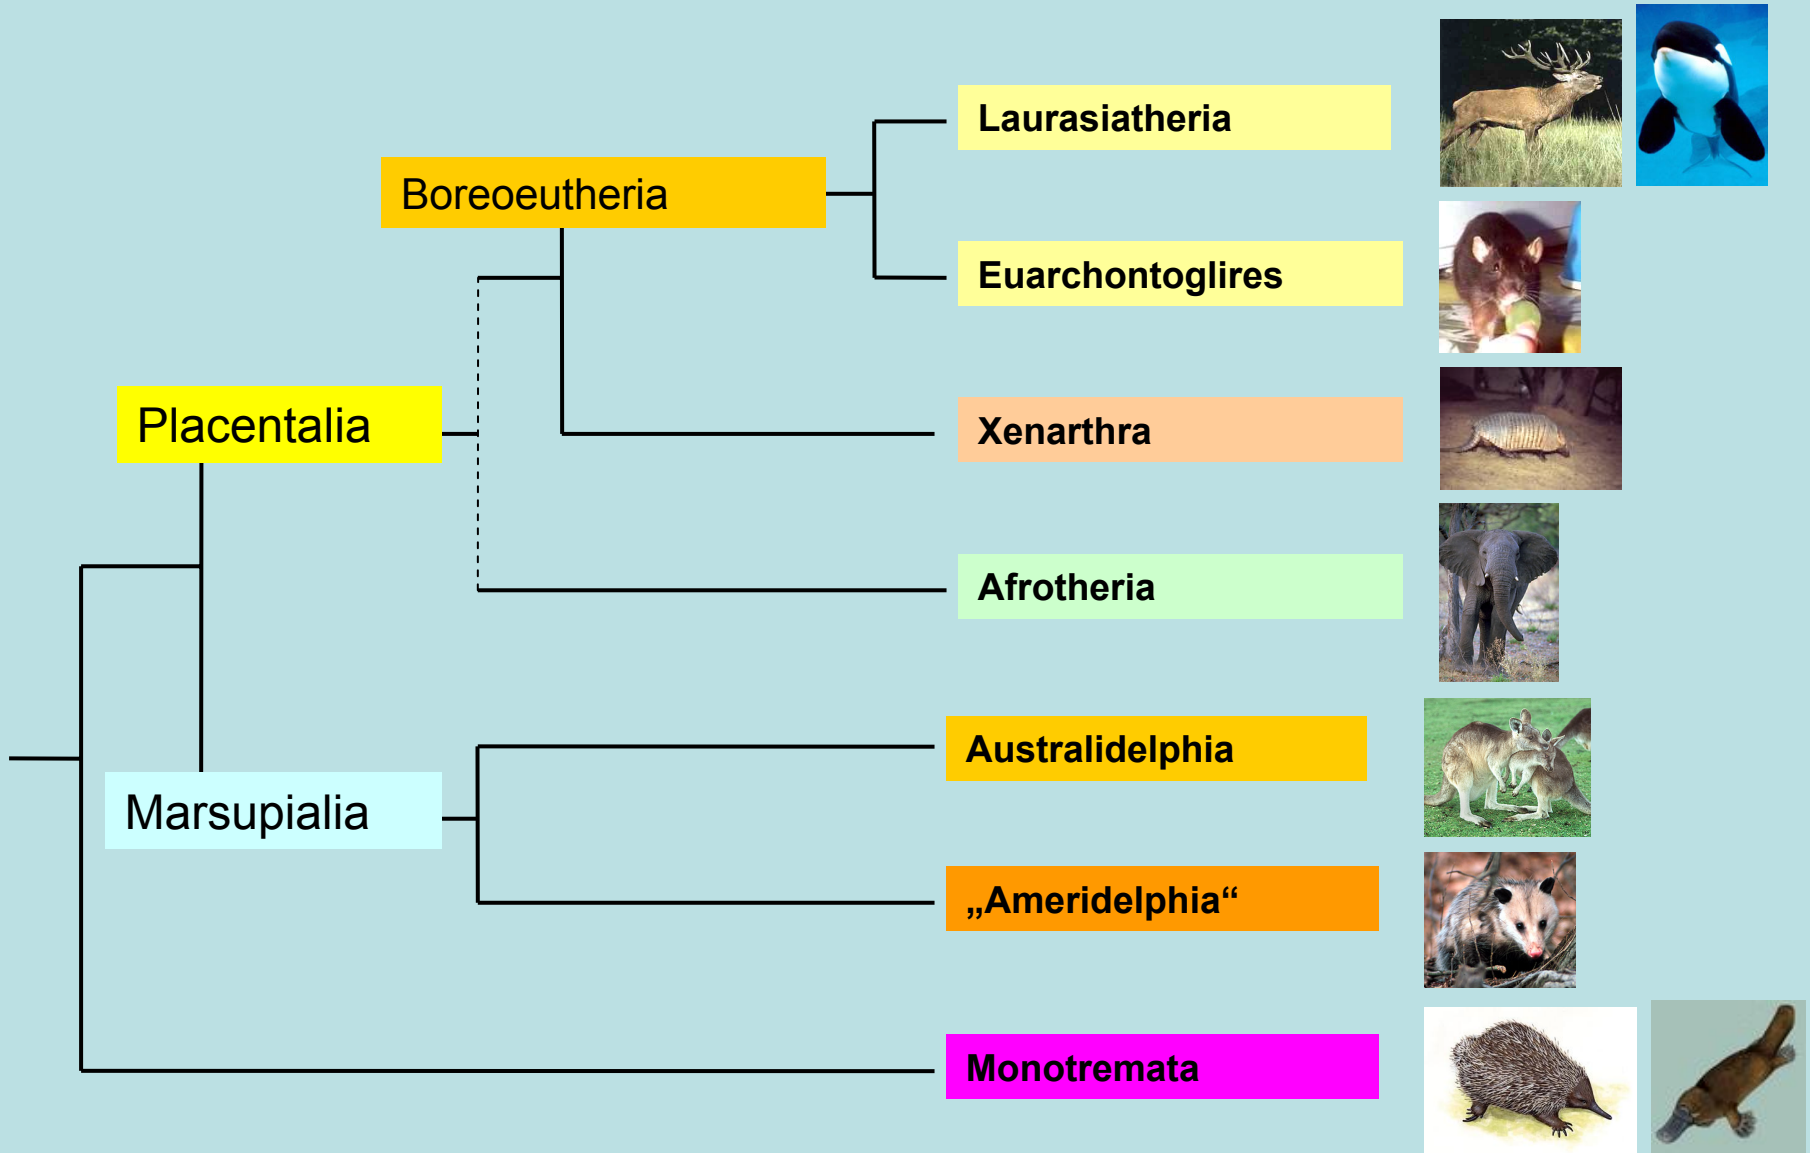 Laurasiatheria
Boreoeutheria
Euarchontoglires
Placentalia
Xenarthra
Afrotheria
Australidelphia
Marsupialia
„Ameridelphia“
Monotremata